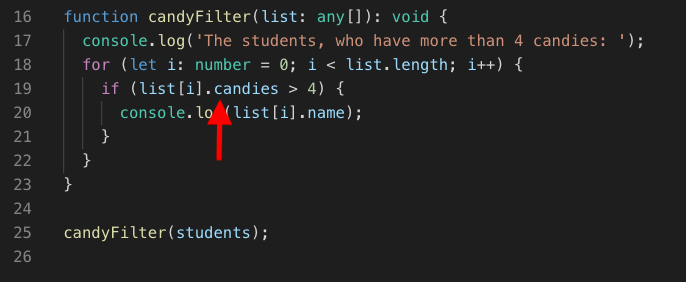 16 function candyFilter(list: any[]): void {
17 console.log('The students, who have more than 4 candies: ');
18 for (let i: number = 0; i < list.length; i++) {
19 if (list[i].candies > 4) {
20 console.log(list[i].name);
21 }
22 }
23 }
24
25 candyFilter(students);
26